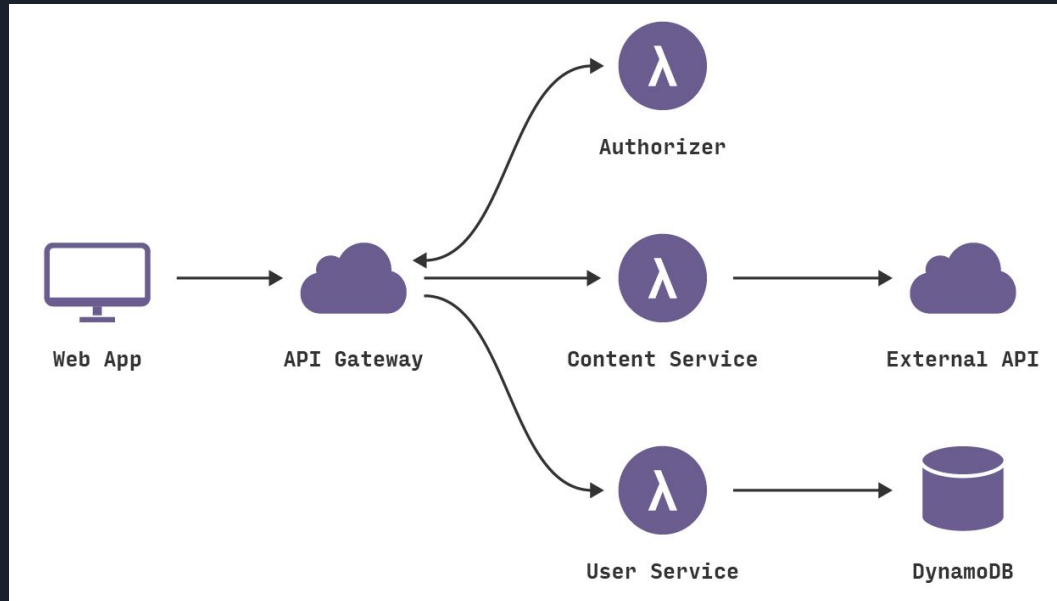 λ
Authorizer
λ
Web App
API Gateway
Content Service
External API
λ
User Service
DynamoDB